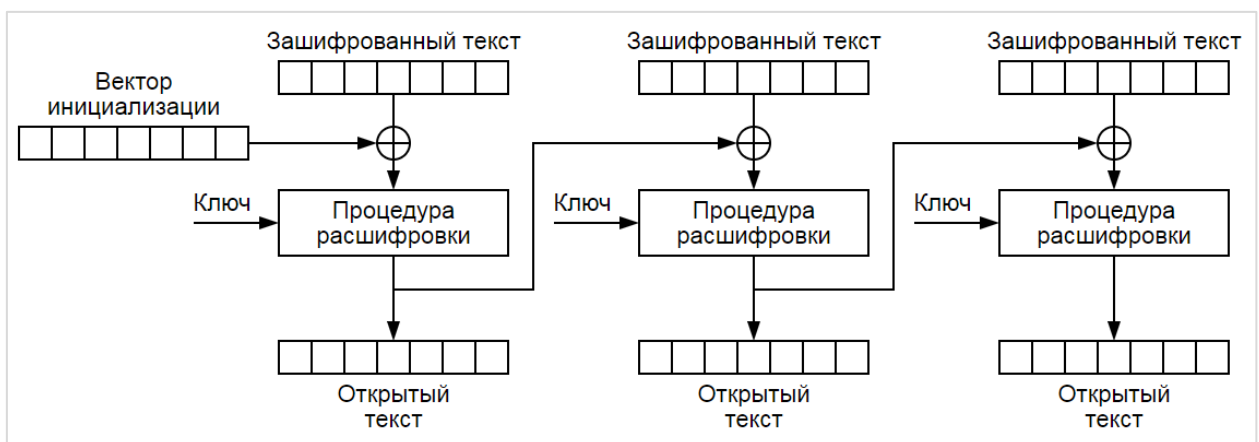 Зашифрованный текст
Зашифрованный текст
Зашифрованный текст
Вектор
инициализации
Ключ
Процедура
расшифровки
Ключ
Процедура
расшифровки
Ключ
Процедура
расшифровки
Открытый
текст
Открытый
текст
Открытый
текст